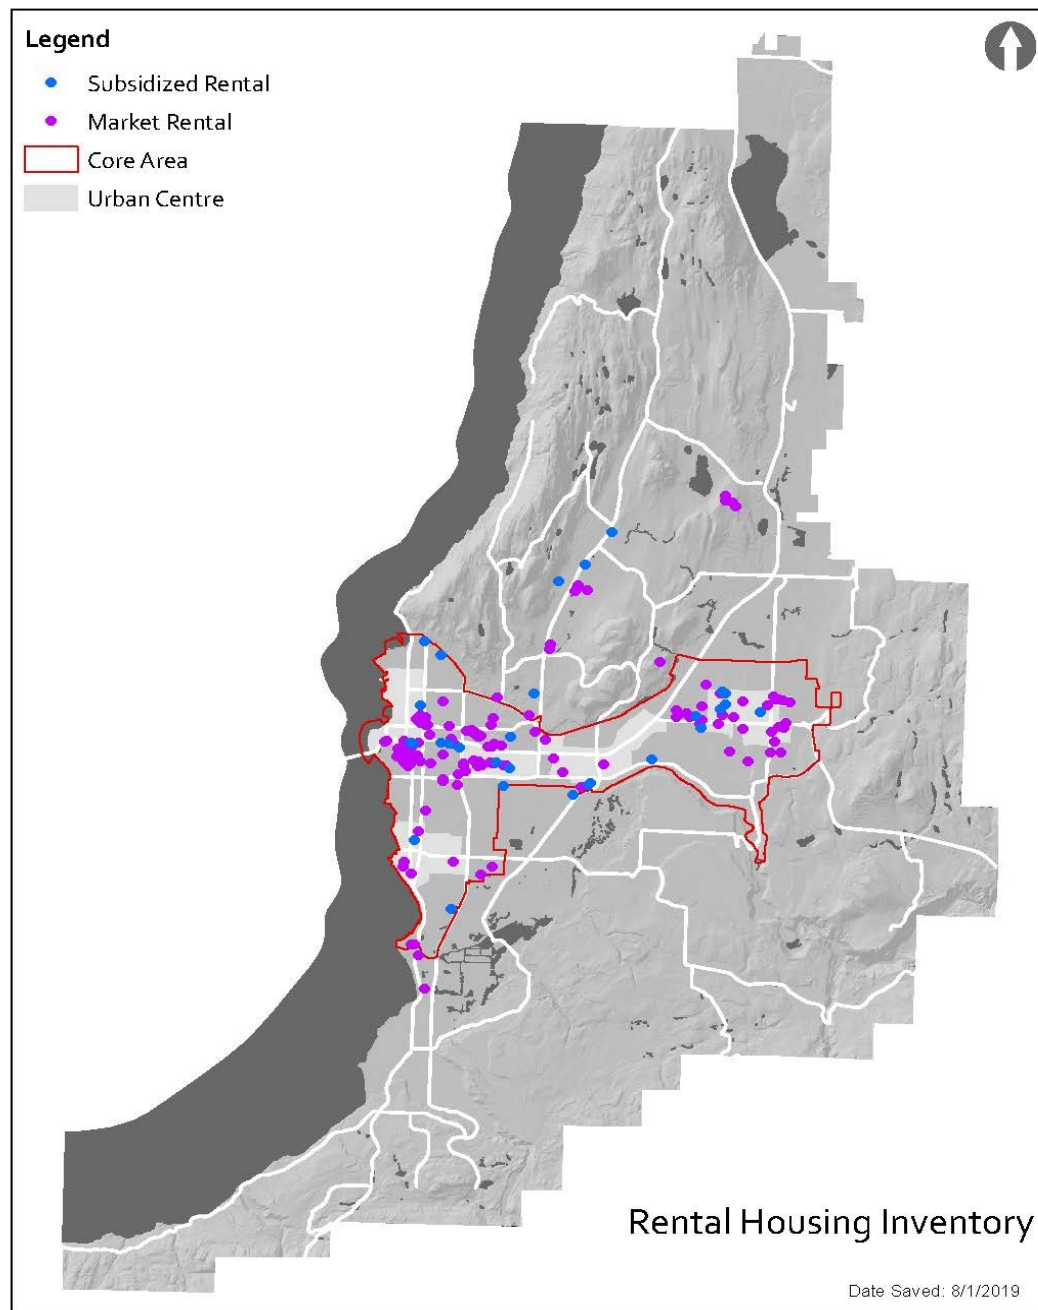 Legend
Subsidized Rental
Market Rental
Core Area
Urban Centre
Rental Housing Inventory
Date Saved: 8/1/2019